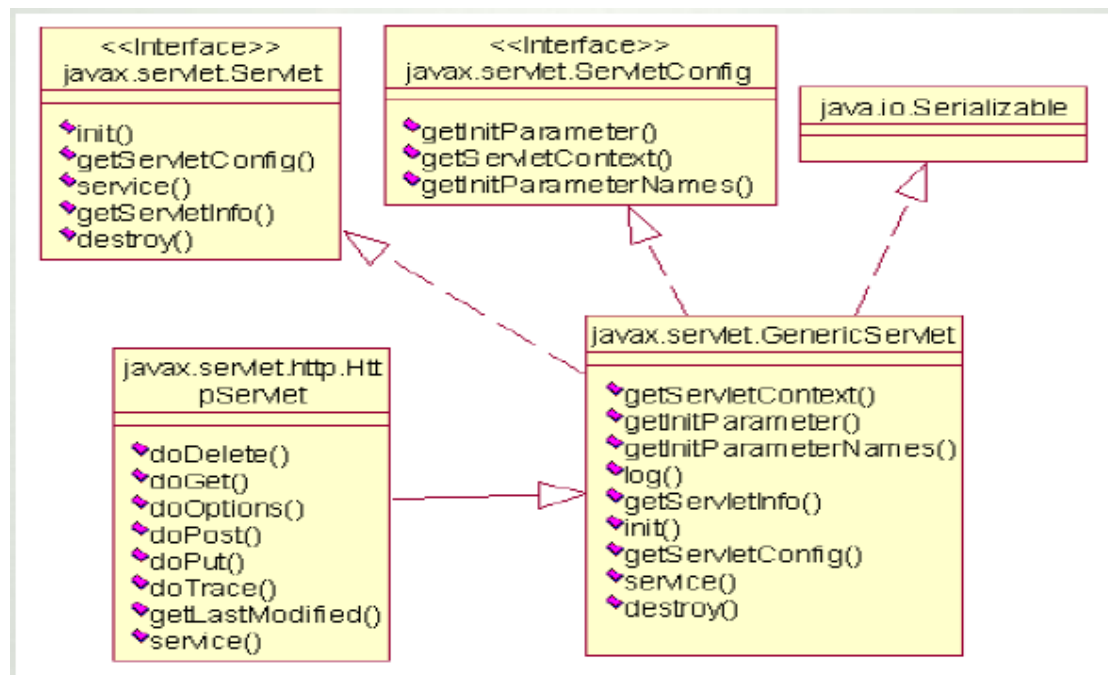 <<Interface>>
javax.servlet.Servlet
init()
getServletConfig()
service()
getServletInfo()
destroy()
<<Interface>>
javax.servlet.ServletConfig
getInitParameter()
getServletContext()
getInitParameterNames()
java.io.Serializable
javax.servlet.http.Htt
pServlet
doDelete()
doGet()
doOptions()
doPost()
doPut()
doTrace()
getLastModified()
service()
javax.servlet.GenericServlet
getServletContext()
getInitParameter()
getInitParameterNames()
log()
getServletInfo()
init()
getServletConfig()
service()
destroy()